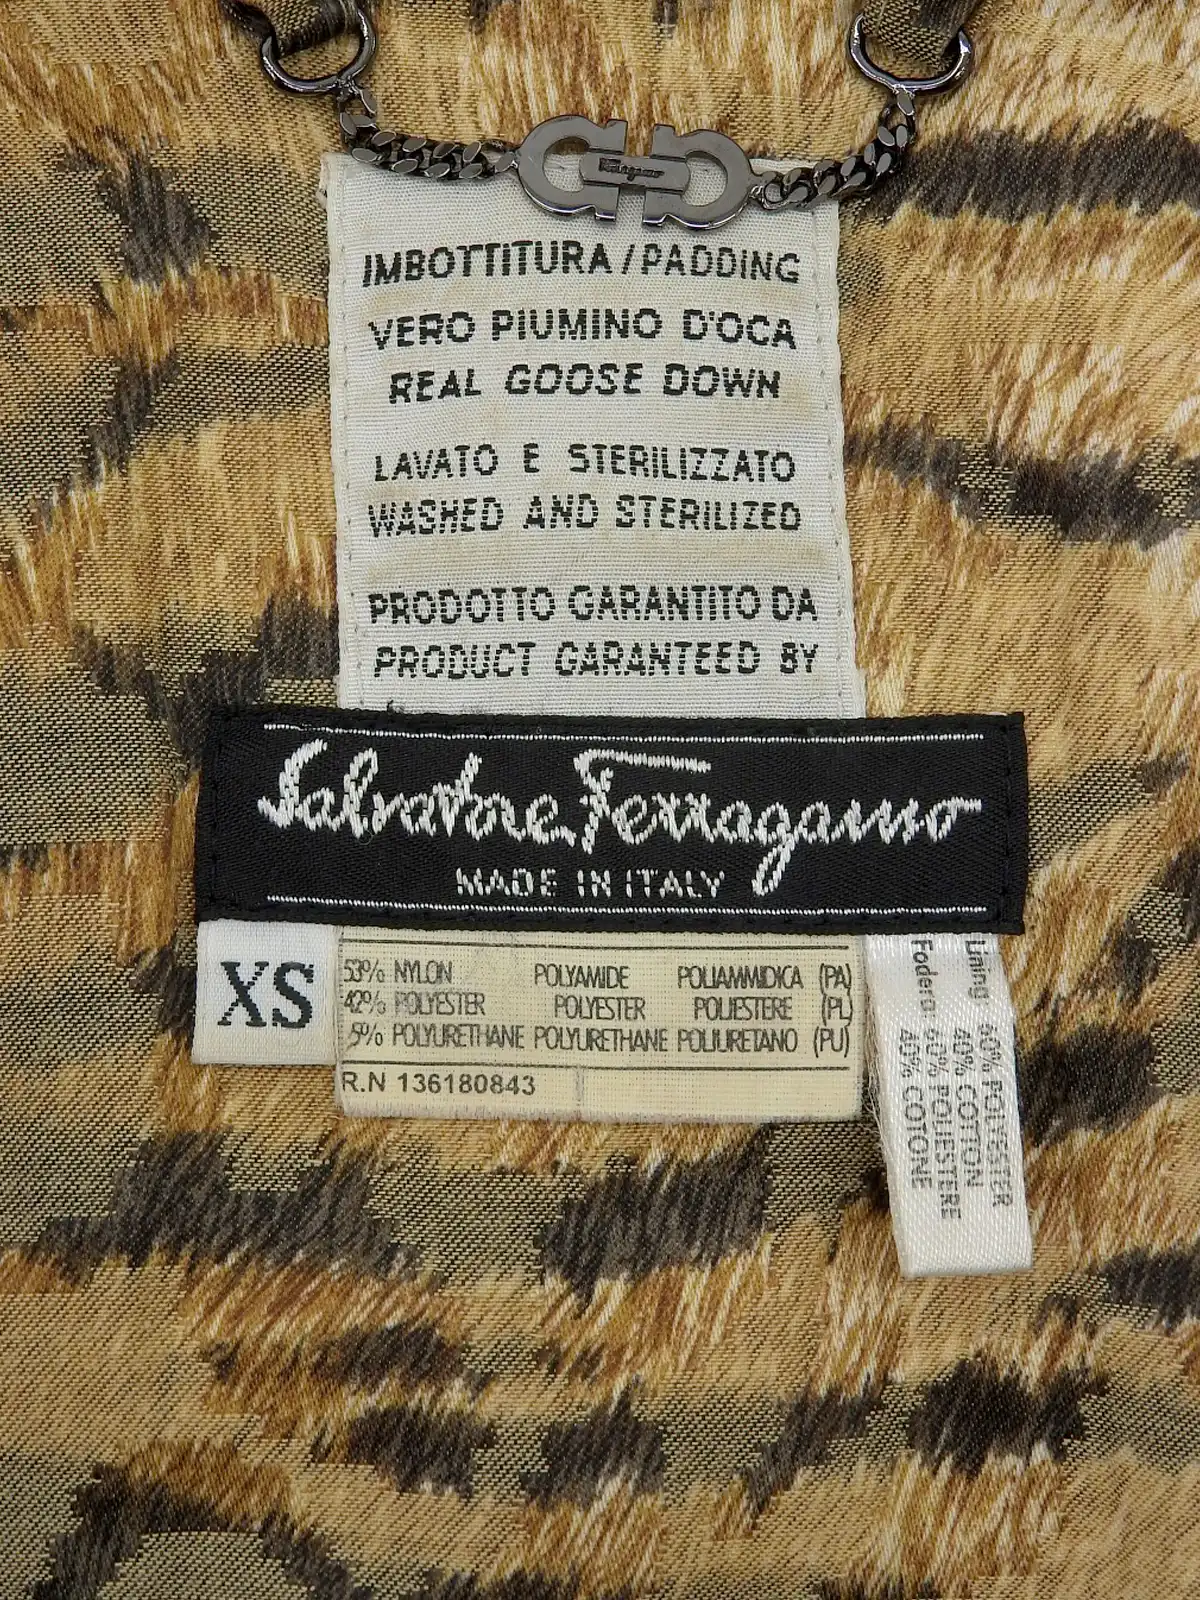 Ferragamo
IMBOTTITURA / PADDING
VERO PIUMINO D'OCA
REAL GOOSE DOWN
LAVATO E STERILIZZATO
WASHED AND STERILIZED
PRODOTTO GARANTITO DA
PRODUCT GARANTEED BY
Salvatore Ferragamo
MADE IN ITALY
XS
53% NYLON POLYAMIDE POLIAMMIDICA (PA)
42% POLYESTER POLYESTER POLIESTERE (PL)
5% POLYURETHANE POLYURETHANE POLIURETANO (PU)
R.N 136180843
Lining 60% POLYESTER
40% COTTON
Fodera 60% POLIESTERE
40% COTONE